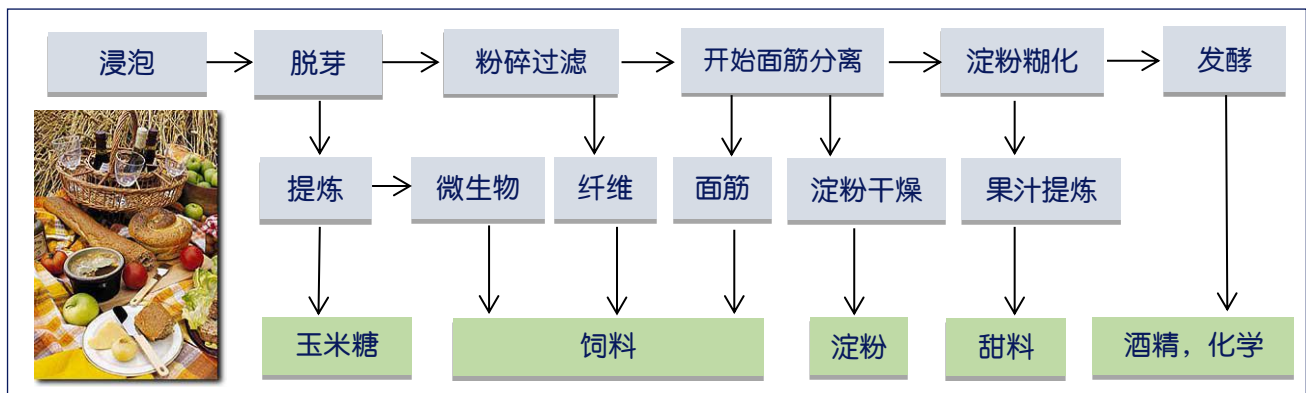 浸泡
脱芽
粉碎过滤
开始面筋分离
淀粉糊化
发酵
提炼
微生物
纤维
面筋
淀粉干燥
果汁提炼
玉米糖
饲料
淀粉
甜料
酒精，化学